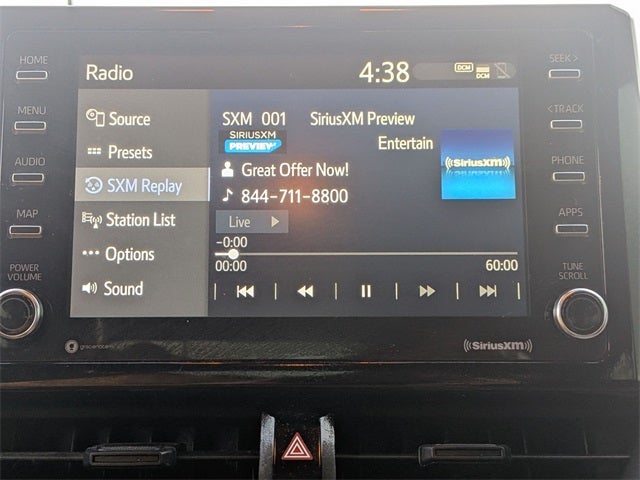 HOME
MENU
AUDIO
MAP
POWER
VOLUME
Radio
4:38
DCM
DCM
Source
Presets
SXM Replay
Station List
Options
Sound
SXM 001 SiriusXM Preview
SIRIUSXM
PREVIEW
Entertain
Great Offer Now!
844-711-8800
Live
-0:00
00:00
60:00
((SiriusXM))
SEEK >
< TRACK
PHONE
APPS
TUNE
SCROLL
gracenote
((SiriusXM))